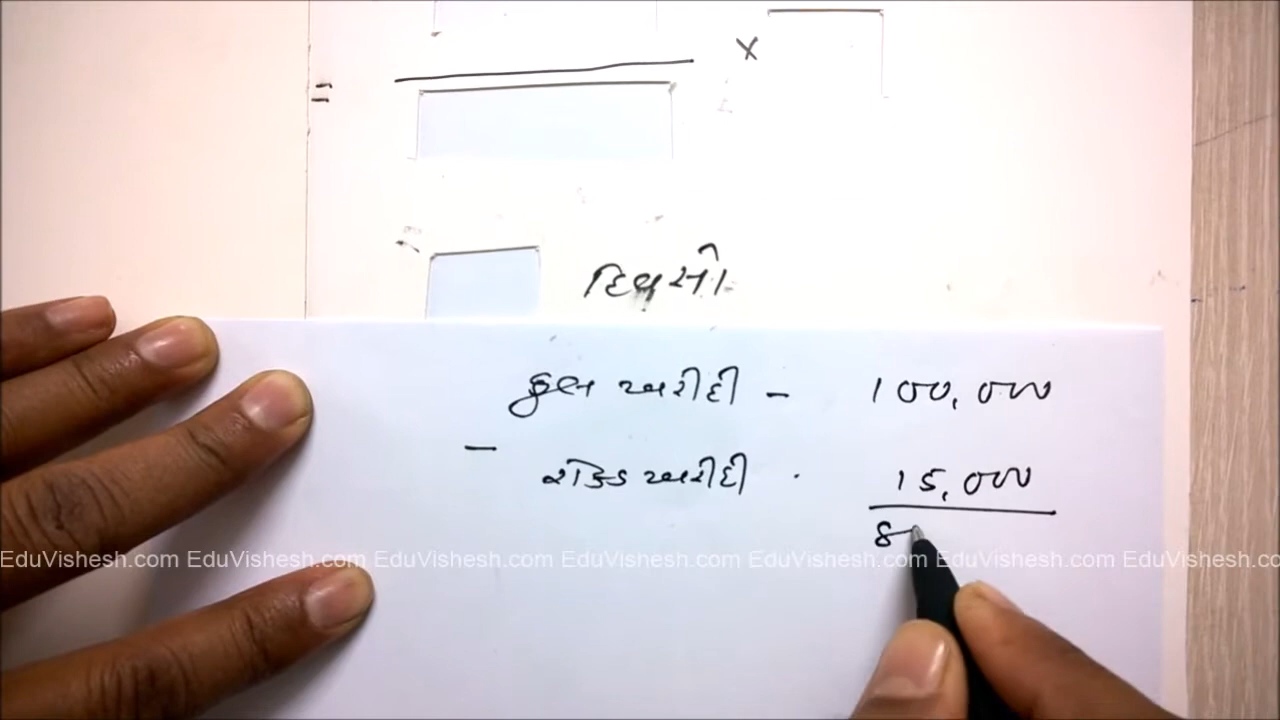 = ×
દિવસો
કુલ ખરીદી - 100,000
- રોકડ ખરીદી . 15,000
8
EduVishesh.com EduVishesh.com EduVishesh.com EduVishesh.com EduVishesh.com EduVishesh.com EduVishesh.co